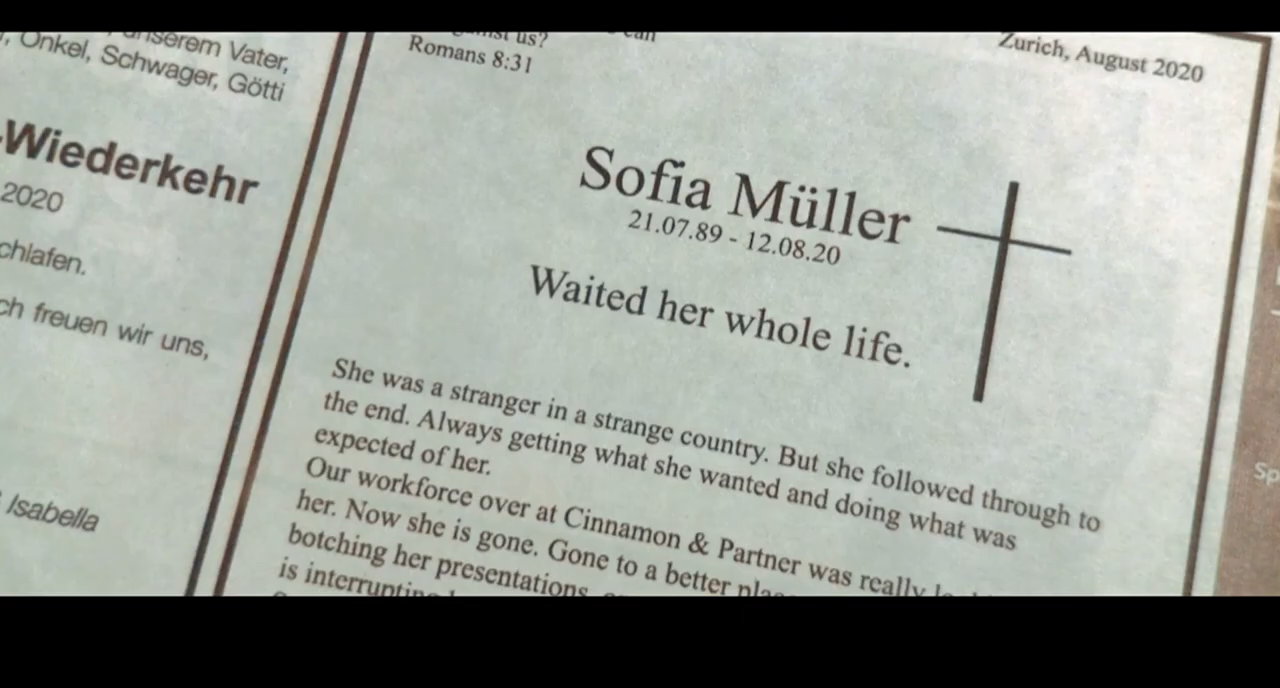 unserem Vater,
Onkel, Schwager, Götti
-Wiederkehr
2020
freuen wir uns,
Isabella
us?
Romans 8:31
Zurich, August 2020
Sofia Müller
21.07.89 - 12.08.20
Waited her whole life.
She was a stranger in a strange country. But she followed through to
the end. Always getting what she wanted and doing what was
expected of her.
Our workforce over at Cinnamon & Partner was really
her. Now she is gone. Gone to a better
botching her presentations
is interrupting